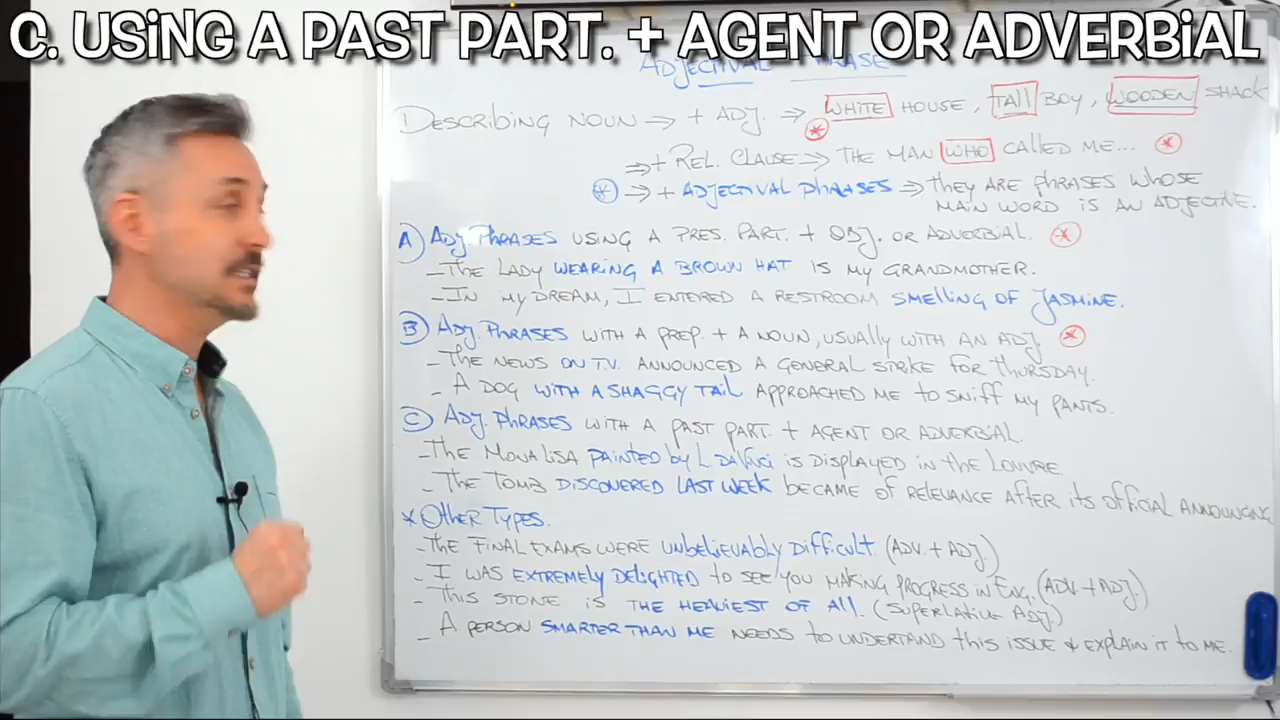 C. USING A PAST PART. + AGENT OR ADVERBIAL
ADJECTIVAL PHRASE
DESCRIBING NOUN → + ADJ. ⇒ WHITE HOUSE, TALL BOY, WOODEN SHACK
⇒ + REL. CLAUSE ⇒ THE MAN WHO CALLED ME...
* → + ADJECTIVAL PHRASES ⇒ THEY ARE PHRASES WHOSE
MAIN WORD IS AN ADJECTIVE.
A) ADJ. PHRASES USING A PRES. PART. + OBJ. OR ADVERBIAL. *
- THE LADY WEARING A BROWN HAT IS MY GRANDMOTHER.
- IN MY DREAM, I ENTERED A RESTROOM SMELLING OF JASMINE.
B) ADJ. PHRASES WITH A PREP. + A NOUN, USUALLY WITH AN ADJ. *
- THE NEWS ON T.V. ANNOUNCED A GENERAL STRIKE FOR THURSDAY.
- A DOG WITH A SHAGGY TAIL APPROACHED ME TO SNIFF MY PANTS.
C) ADJ. PHRASES WITH A PAST PART. + AGENT OR ADVERBIAL
- THE MONALISA PAINTED BY L. DAVINCI IS DISPLAYED IN THE LOUVRE
- THE TOMB DISCOVERED LAST WEEK BECAME OF RELEVANCE AFTER ITS OFFICIAL ANNOUNCING.
* OTHER TYPES.
- THE FINAL EXAMS WERE UNBELIEVABLY DIFFICULT. (ADV. + ADJ.)
- I WAS EXTREMELY DELIGHTED TO SEE YOU MAKING PROGRESS IN ENG. (ADV. + ADJ.)
- THIS STONE IS THE HEAVIEST OF ALL. (SUPERLATIVE ADJ.)
- A PERSON SMARTER THAN ME NEEDS TO UNDERTAND THIS ISSUE & EXPLAIN IT TO ME.